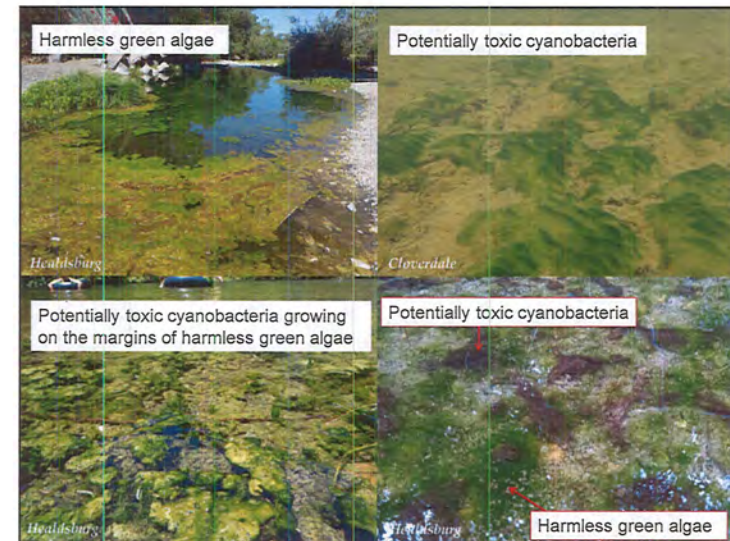 Harmless green algae
Potentially toxic cyanobacteria
Healdsburg
Cloverdale
Potentially toxic cyanobacteria growing
on the margins of harmless green algae
Potentially toxic cyanobacteria
Healdsburg
Healdsburg
Harmless green algae